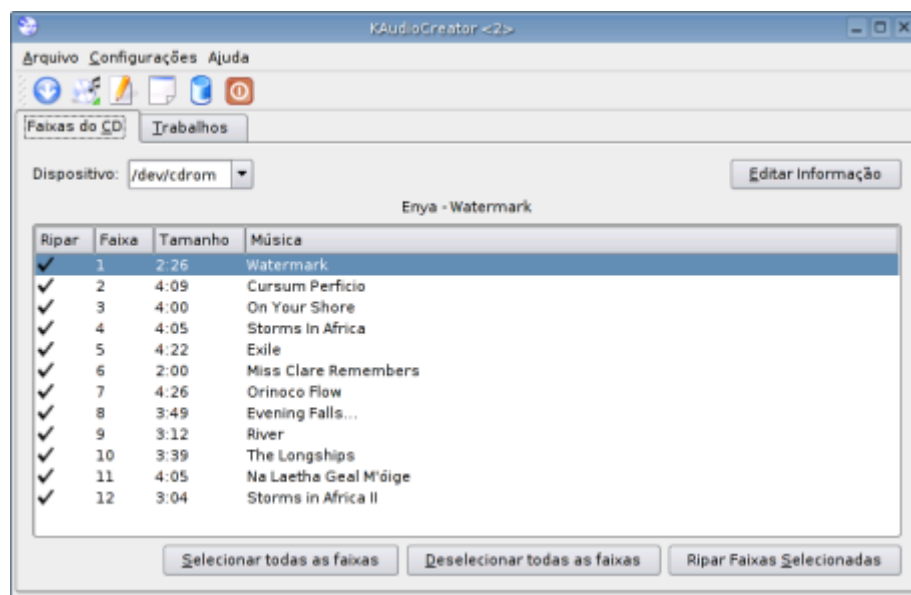 KAudioCreator <2>
Arquivo Configurações Ajuda
Faixas do CD Trabalhos
Dispositivo: /dev/cdrom Editar Informação
Enya - Watermark
Ripar Faixa Tamanho Música
1 2:26 Watermark
2 4:09 Cursum Perficio
3 4:00 On Your Shore
4 4:05 Storms In Africa
5 4:22 Exile
6 2:00 Miss Clare Remembers
7 4:26 Orinoco Flow
8 3:49 Evening Falls...
9 3:12 River
10 3:39 The Longships
11 4:05 Na Laetha Geal M'óige
12 3:04 Storms in Africa II
Selecionar todas as faixas Deselecionar todas as faixas Ripar Faixas Selecionadas